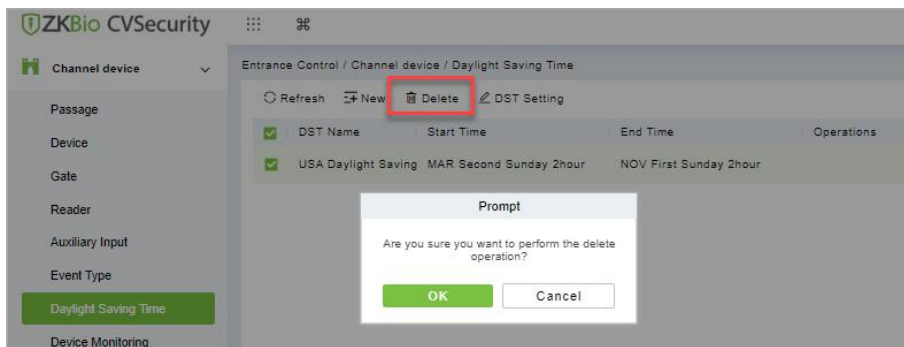 ZKBio CVSecurity
Channel device
Entrance Control / Channel device / Daylight Saving Time
Refresh New Delete DST Setting
Passage
Device
Gate
Reader
Auxiliary Input
Event Type
Daylight Saving Time
Device Monitoring
DST Name Start Time End Time Operations
USA Daylight Saving MAR Second Sunday 2hour NOV First Sunday 2hour
Prompt
Are you sure you want to perform the delete
operation?
OK Cancel